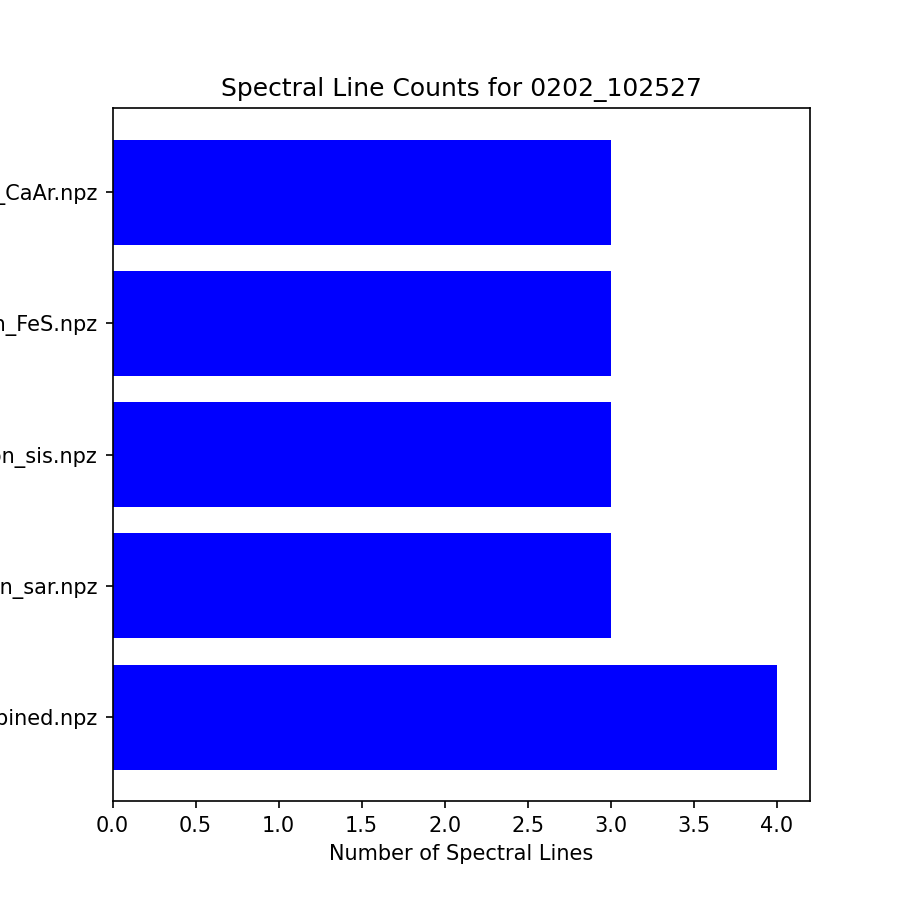 Spectral Line Counts for 0202_102527
_CaAr.npz
n_FeS.npz
on_sis.npz
n_sar.npz
bined.npz
0.0 0.5 1.0 1.5 2.0 2.5 3.0 3.5 4.0
Number of Spectral Lines